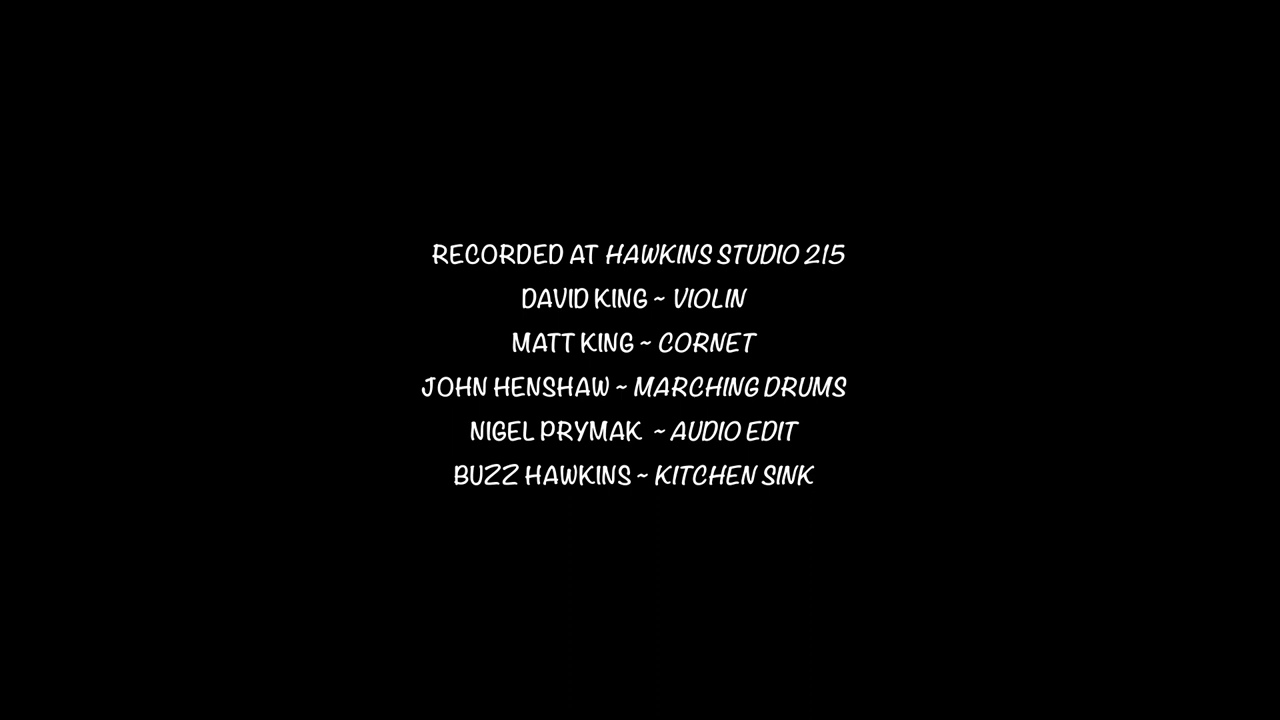 RECORDED AT HAWKINS STUDIO 215
DAVID KING ~ VIOLIN
MATT KING ~ CORNET
JOHN HENSHAW ~ MARCHING DRUMS
NIGEL PRYMAK ~ AUDIO EDIT
BUZZ HAWKINS ~ KITCHEN SINK